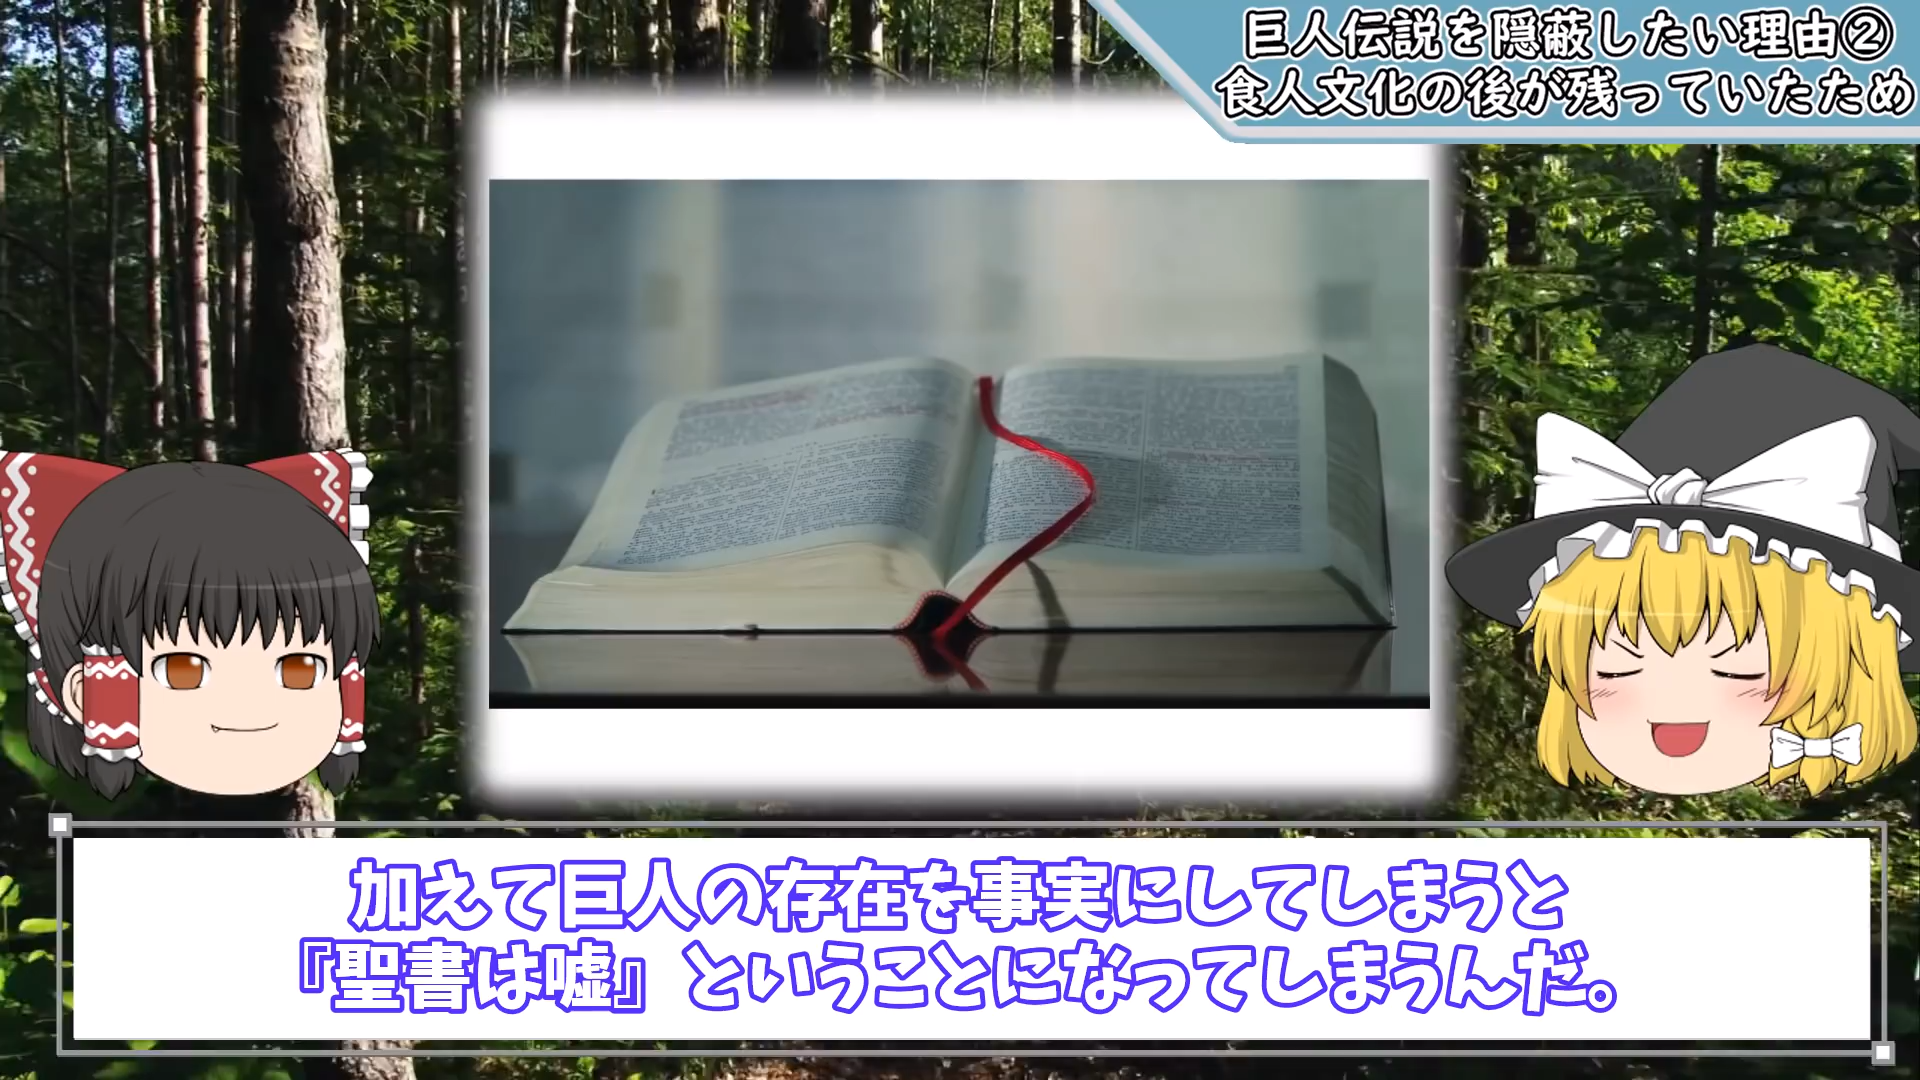 巨人伝説を隠蔽したい理由②
食人文化の後が残っていたため
加えて巨人の存在を事実にしてしまうと
『聖書は嘘』ということになってしまうんだ。